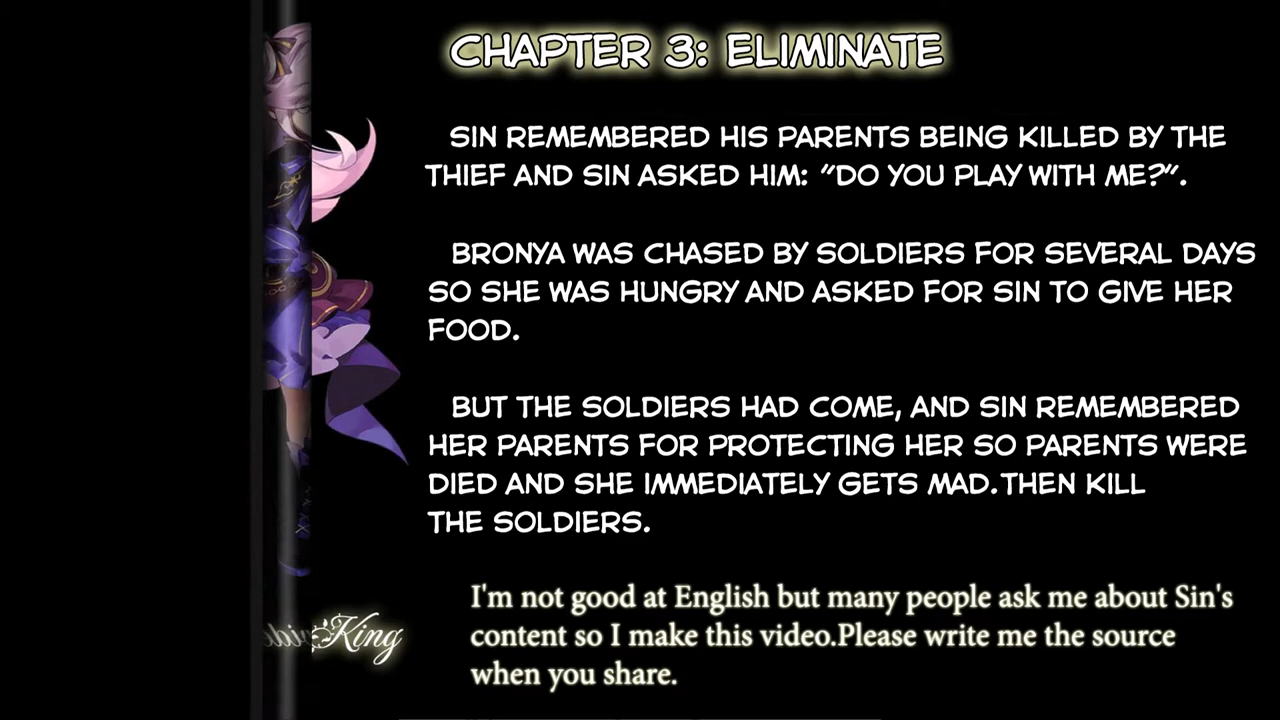 CHAPTER 3: ELIMINATE
SIN REMEMBERED HIS PARENTS BEING KILLED BY THE
THIEF AND SIN ASKED HIM: "DO YOU PLAY WITH ME?".
BRONYA WAS CHASED BY SOLDIERS FOR SEVERAL DAYS
SO SHE WAS HUNGRY AND ASKED FOR SIN TO GIVE HER
FOOD.
BUT THE SOLDIERS HAD COME, AND SIN REMEMBERED
HER PARENTS FOR PROTECTING HER SO PARENTS WERE
DIED AND SHE IMMEDIATELY GETS MAD.THEN KILL
THE SOLDIERS.
I'm not good at English but many people ask me about Sin's
content so I make this video.Please write me the source
when you share.
King